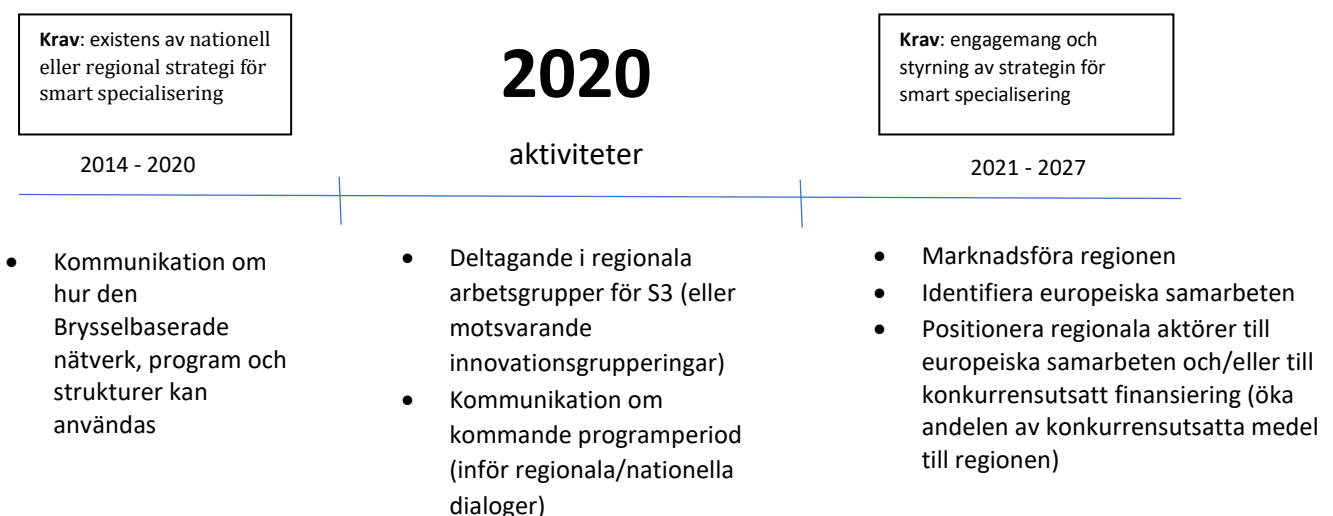 Krav: existens av nationell
eller regional strategi för
smart specialisering
2014 - 2020
2020
aktiviteter
Krav: engagemang och
styrning av strategin för
smart specialisering
2021 - 2027
• Kommunikation om
hur den
Brysselbaserade
nätverk, program och
strukturer kan
användas
• Deltagande i regionala
arbetsgrupper för S3 (eller
motsvarande
innovationsgrupperingar)
• Kommunikation om
kommande programperiod
(inför regionala/nationella
dialoger)
• Marknadsföra regionen
• Identifiera europeiska samarbeten
• Positionera regionala aktörer till
europeiska samarbeten och/eller till
konkurrensutsatt finansiering (öka
andelen av konkurrensutsatta medel
till regionen)